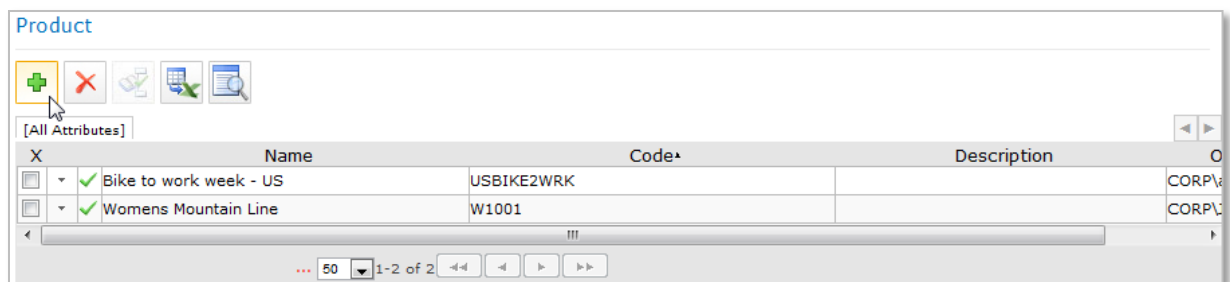 Product
[All Attributes]
X Name Code Description
Bike to work week - US USBIKE2WRK
Womens Mountain Line W1001
... 50 1-2 of 2